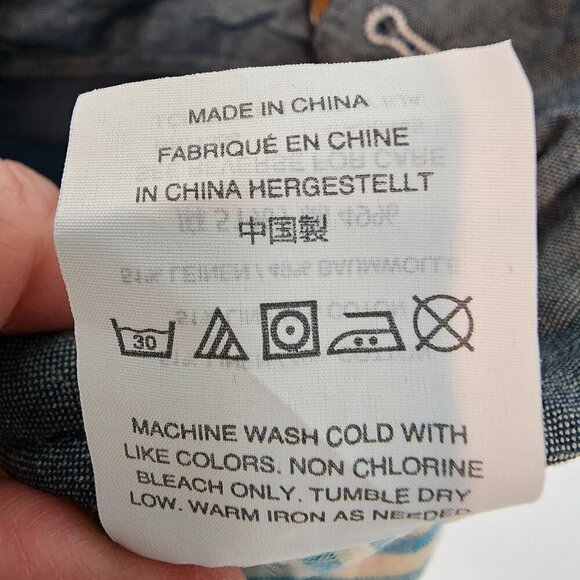 MADE IN CHINA
FABRIQUÉ EN CHINE
IN CHINA HERGESTELLT
中国製
30
MACHINE WASH COLD WITH
LIKE COLORS. NON CHLORINE
BLEACH ONLY. TUMBLE DRY
LOW. WARM IRON AS NEEDED